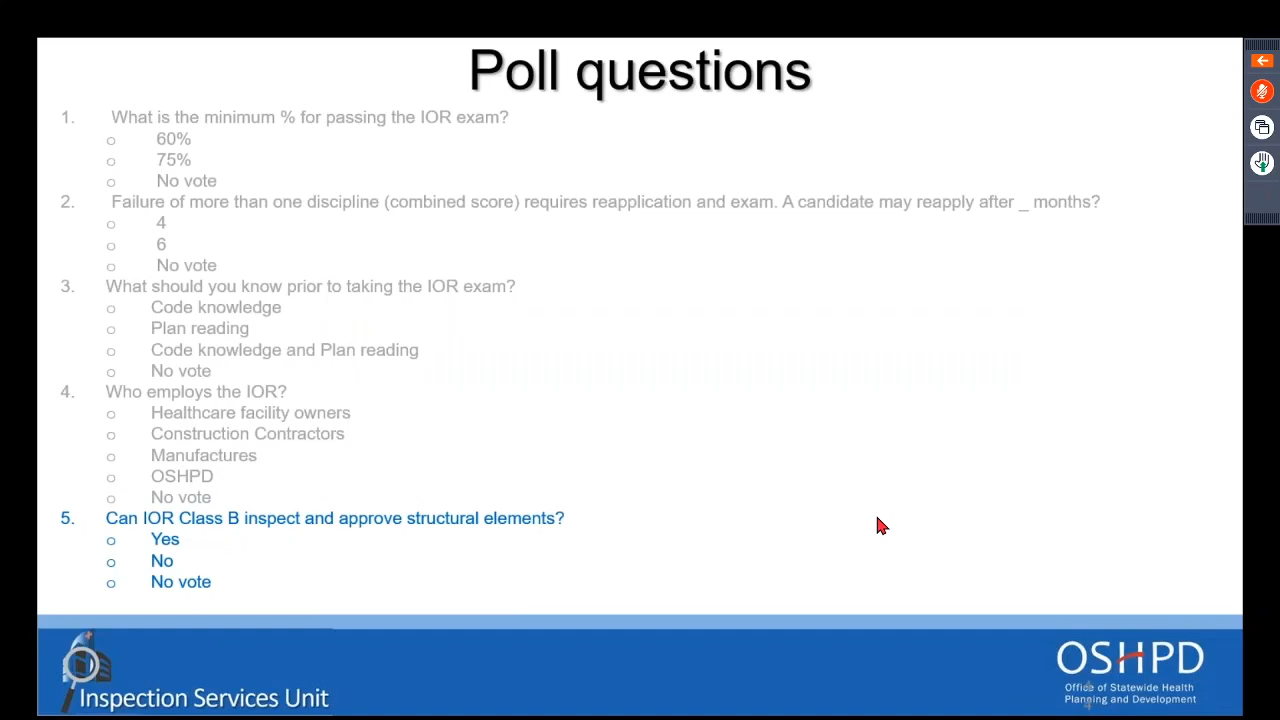 Poll questions
1. What is the minimum % for passing the IOR exam?
o 60%
o 75%
o No vote
2. Failure of more than one discipline (combined score) requires reapplication and exam. A candidate may reapply after _ months?
o 4
o 6
o No vote
3. What should you know prior to taking the IOR exam?
o Code knowledge
o Plan reading
o Code knowledge and Plan reading
o No vote
4. Who employs the IOR?
o Healthcare facility owners
o Construction Contractors
o Manufactures
o OSHPD
o No vote
5. Can IOR Class B inspect and approve structural elements?
o Yes
o No
o No vote
Inspection Services Unit
OSHPD
Office of Statewide Health
Planning and Development